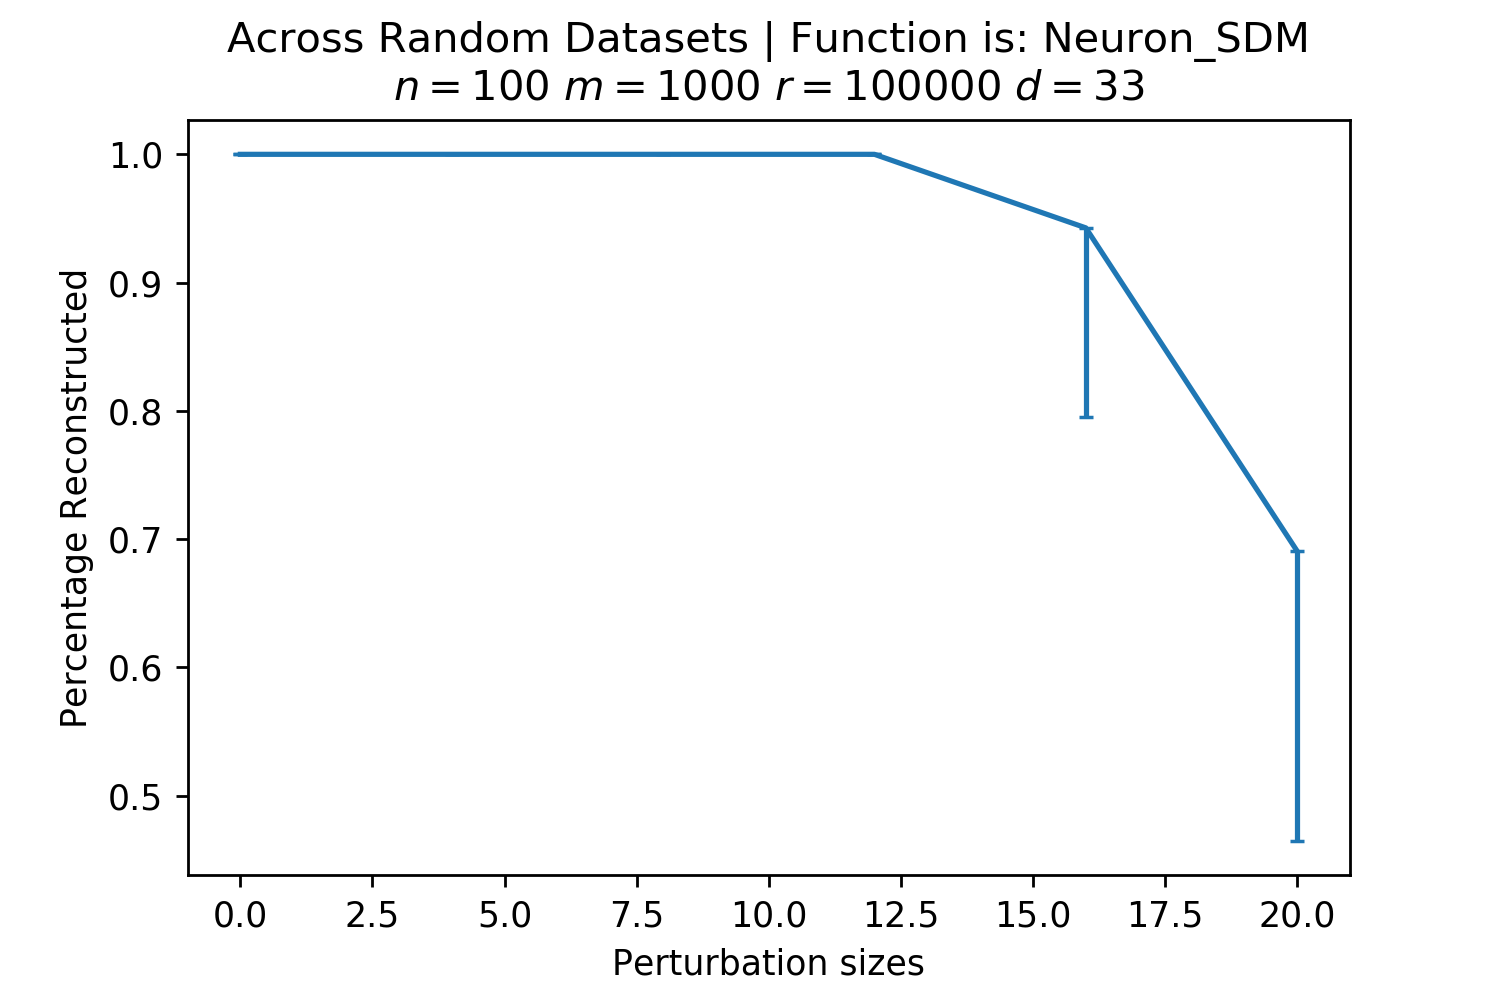 Across Random Datasets | Function is: Neuron_SDM
n = 100 m = 1000 r = 100000 d = 33
1.0
0.9
0.8
0.7
0.6
0.5
Percentage Reconstructed
0.0 2.5 5.0 7.5 10.0 12.5 15.0 17.5 20.0
Perturbation sizes